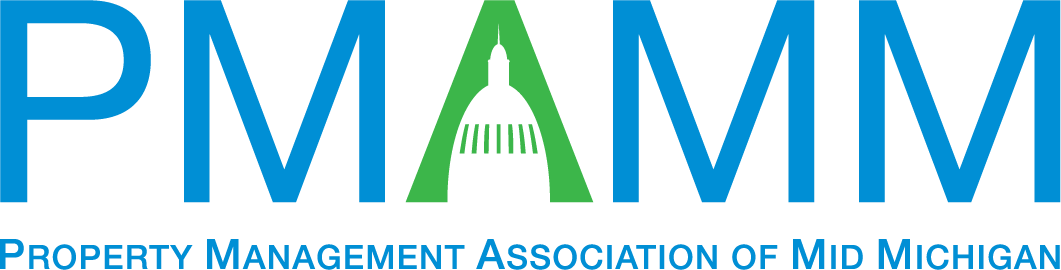 PMAMM
PROPERTY MANAGEMENT ASSOCIATION OF MID MICHIGAN